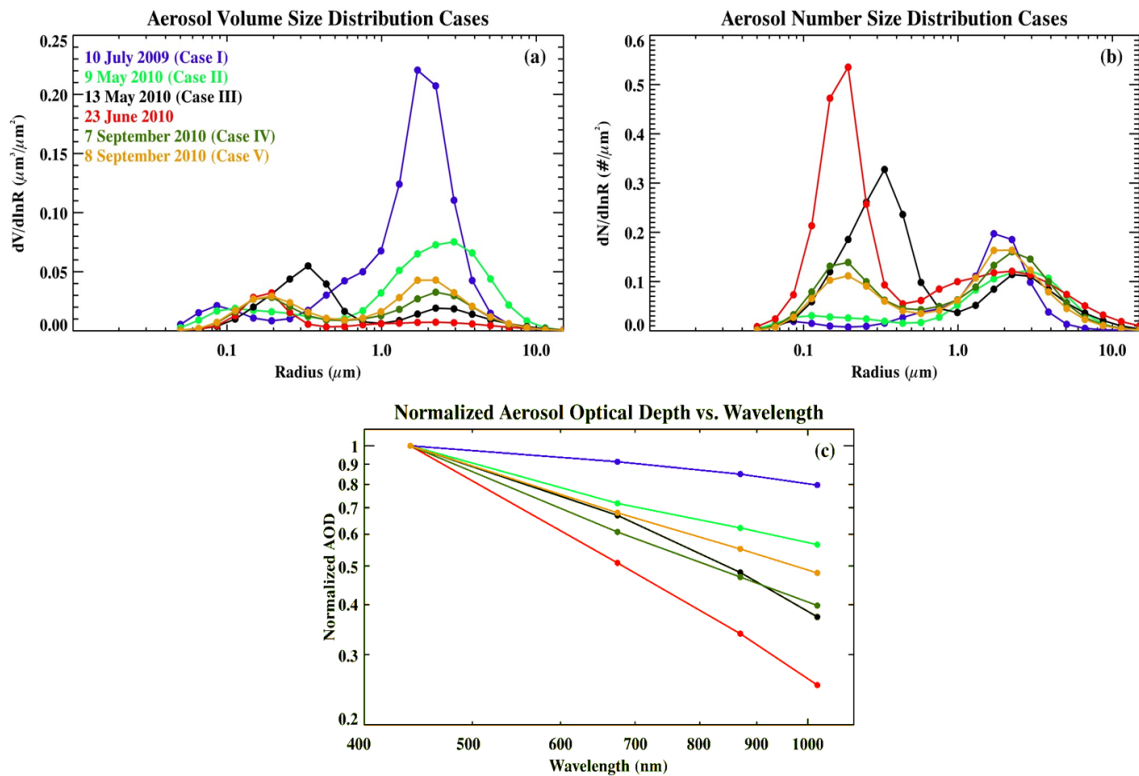 Aerosol Volume Size Distribution Cases
0.25
0.20
0.15
0.10
0.05
0.00
dV/dlnR (μm³/μm²)
(a)
10 July 2009 (Case I)
9 May 2010 (Case II)
13 May 2010 (Case III)
23 June 2010
7 September 2010 (Case IV)
8 September 2010 (Case V)
0.1 1.0 10.0
Radius (μm)
Aerosol Number Size Distribution Cases
0.6
0.5
0.4
0.3
0.2
0.1
0.0
dN/dlnR (#/μm²)
(b)
0.1 1.0 10.0
Radius (μm)
Normalized Aerosol Optical Depth vs. Wavelength
1
0.9
0.8
0.7
0.6
0.5
0.4
0.3
0.2
Normalized AOD
(c)
400 500 600 700 800 900 1000
Wavelength (nm)